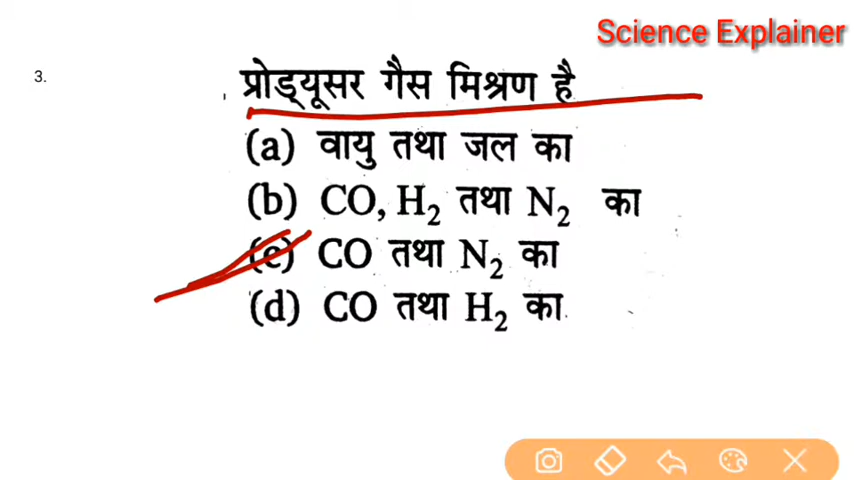 Science Explainer
3.
प्रोड्यूसर गैस मिश्रण है
(a) वायु तथा जल का
(b) CO, H₂ तथा N₂ का
(c) CO तथा N₂ का
(d) CO तथा H₂ का